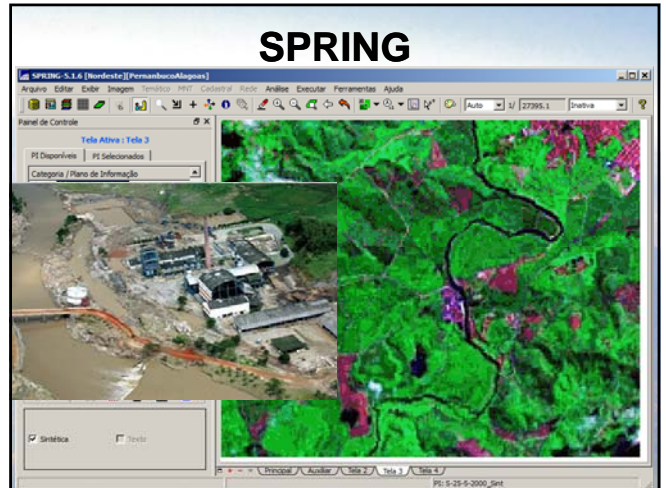 SPRING
SPRING-5.1.6 [Nordeste][PernambucoAlagoas]
Arquivo Editar Exibir Imagem Temático MNT Cadastral Rede Análise Executar Ferramentas Ajuda
Auto 1/ 27395.1 Inativa
Painel de Controle
Tela Ativa : Tela 3
PI Disponíveis PI Selecionados
Categoria / Plano de Informação
Sintética Texto
Principal Auxiliar Tela 2 Tela 3 Tela 4
PI: S-25-5-2000_Sint